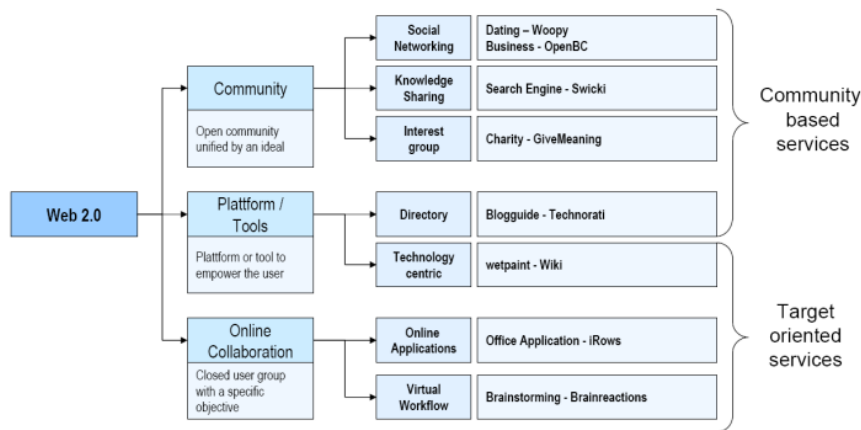 Web 2.0
Community
Open community
unified by an ideal
Social
Networking
Dating – Woopy
Business - OpenBC
Knowledge
Sharing
Search Engine - Swicki
Interest
group
Charity - GiveMeaning
Plattform /
Tools
Plattform or tool to
empower the user
Directory
Blogguide - Technorati
Technology
centric
wetpaint - Wiki
Online
Collaboration
Closed user group
with a specific
objective
Online
Applications
Office Application - iRows
Virtual
Workflow
Brainstorming - Brainreactions
Community
based
services
Target
oriented
services